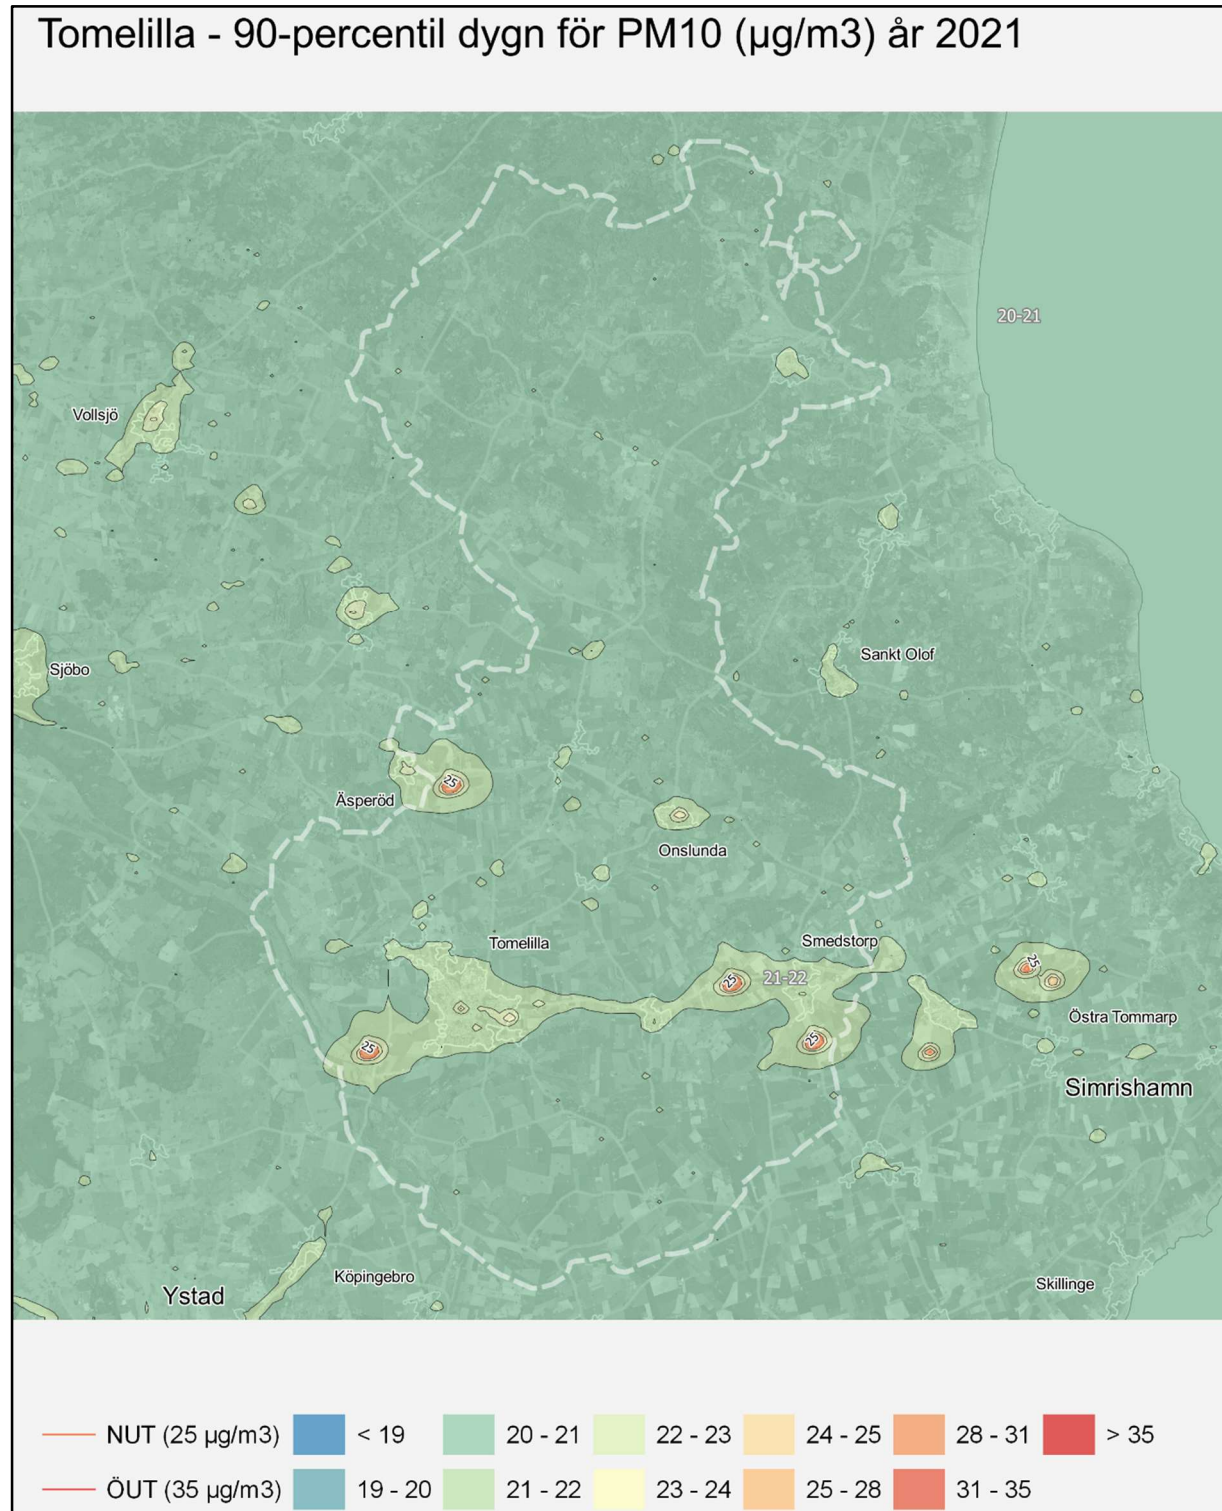 Tomelilla - 90-percentil dygn för PM10 (µg/m3) år 2021
20-21
Vollsjö
Sankt Olof
Sjöbo
25
Äsperöd
Onslunda
Tomelilla
Smedstorp
25
25
21-22
Östra Tommarp
25
25
Simrishamn
Köpingebro
Skillinge
Ystad
NUT (25 µg/m3)
< 19
20 - 21
22 - 23
24 - 25
28 - 31
> 35
ÖUT (35 µg/m3)
19 - 20
21 - 22
23 - 24
25 - 28
31 - 35